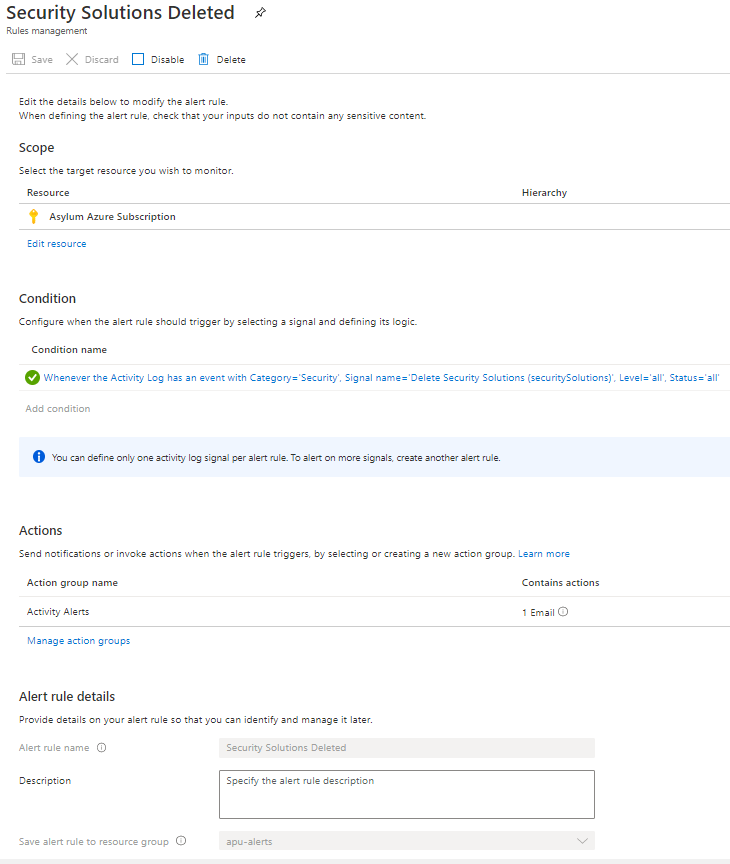 Security Solutions Deleted
Rules management
Save Discard Disable Delete
Edit the details below to modify the alert rule.
When defining the alert rule, check that your inputs do not contain any sensitive content.
Scope
Select the target resource you wish to monitor.
Resource Hierarchy
Asylum Azure Subscription
Edit resource
Condition
Configure when the alert rule should trigger by selecting a signal and defining its logic.
Condition name
Whenever the Activity Log has an event with Category='Security', Signal name='Delete Security Solutions (securitySolutions)', Level='all', Status='all'
Add condition
You can define only one activity log signal per alert rule. To alert on more signals, create another alert rule.
Actions
Send notifications or invoke actions when the alert rule triggers, by selecting or creating a new action group. Learn more
Action group name Contains actions
Activity Alerts 1 Email
Manage action groups
Alert rule details
Provide details on your alert rule so that you can identify and manage it later.
Alert rule name Security Solutions Deleted
Description Specify the alert rule description
Save alert rule to resource group apu-alerts